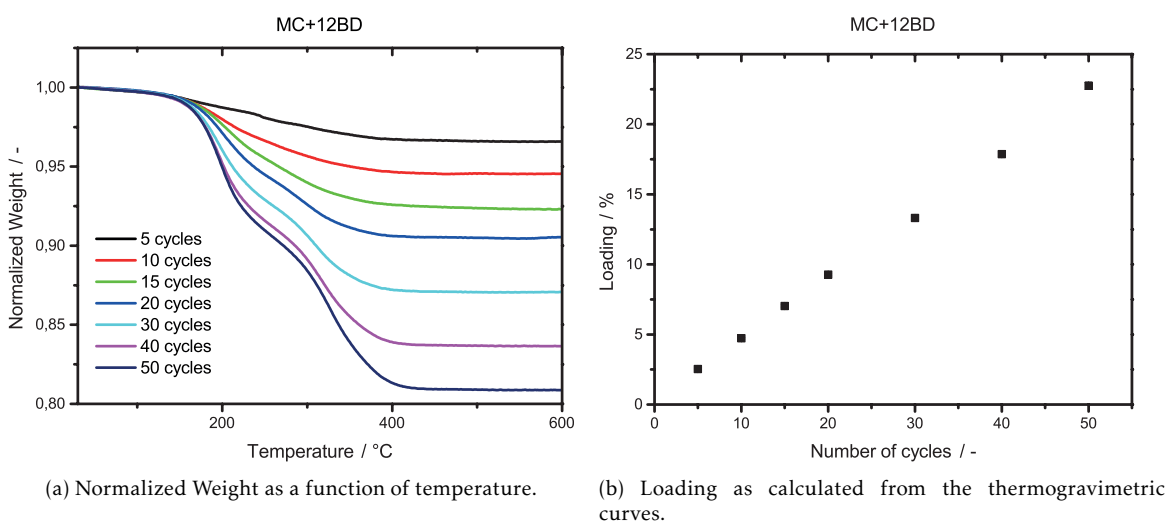 MC+12BD
1,00
0,95
0,90
0,85
0,80
Normalized Weight / -
5 cycles
10 cycles
15 cycles
20 cycles
30 cycles
40 cycles
50 cycles
200
400
600
Temperature / °C
(a) Normalized Weight as a function of temperature.
MC+12BD
25
20
15
10
5
0
Loading / %
0
10
20
30
40
50
Number of cycles / -
(b) Loading as calculated from the thermogravimetric
curves.